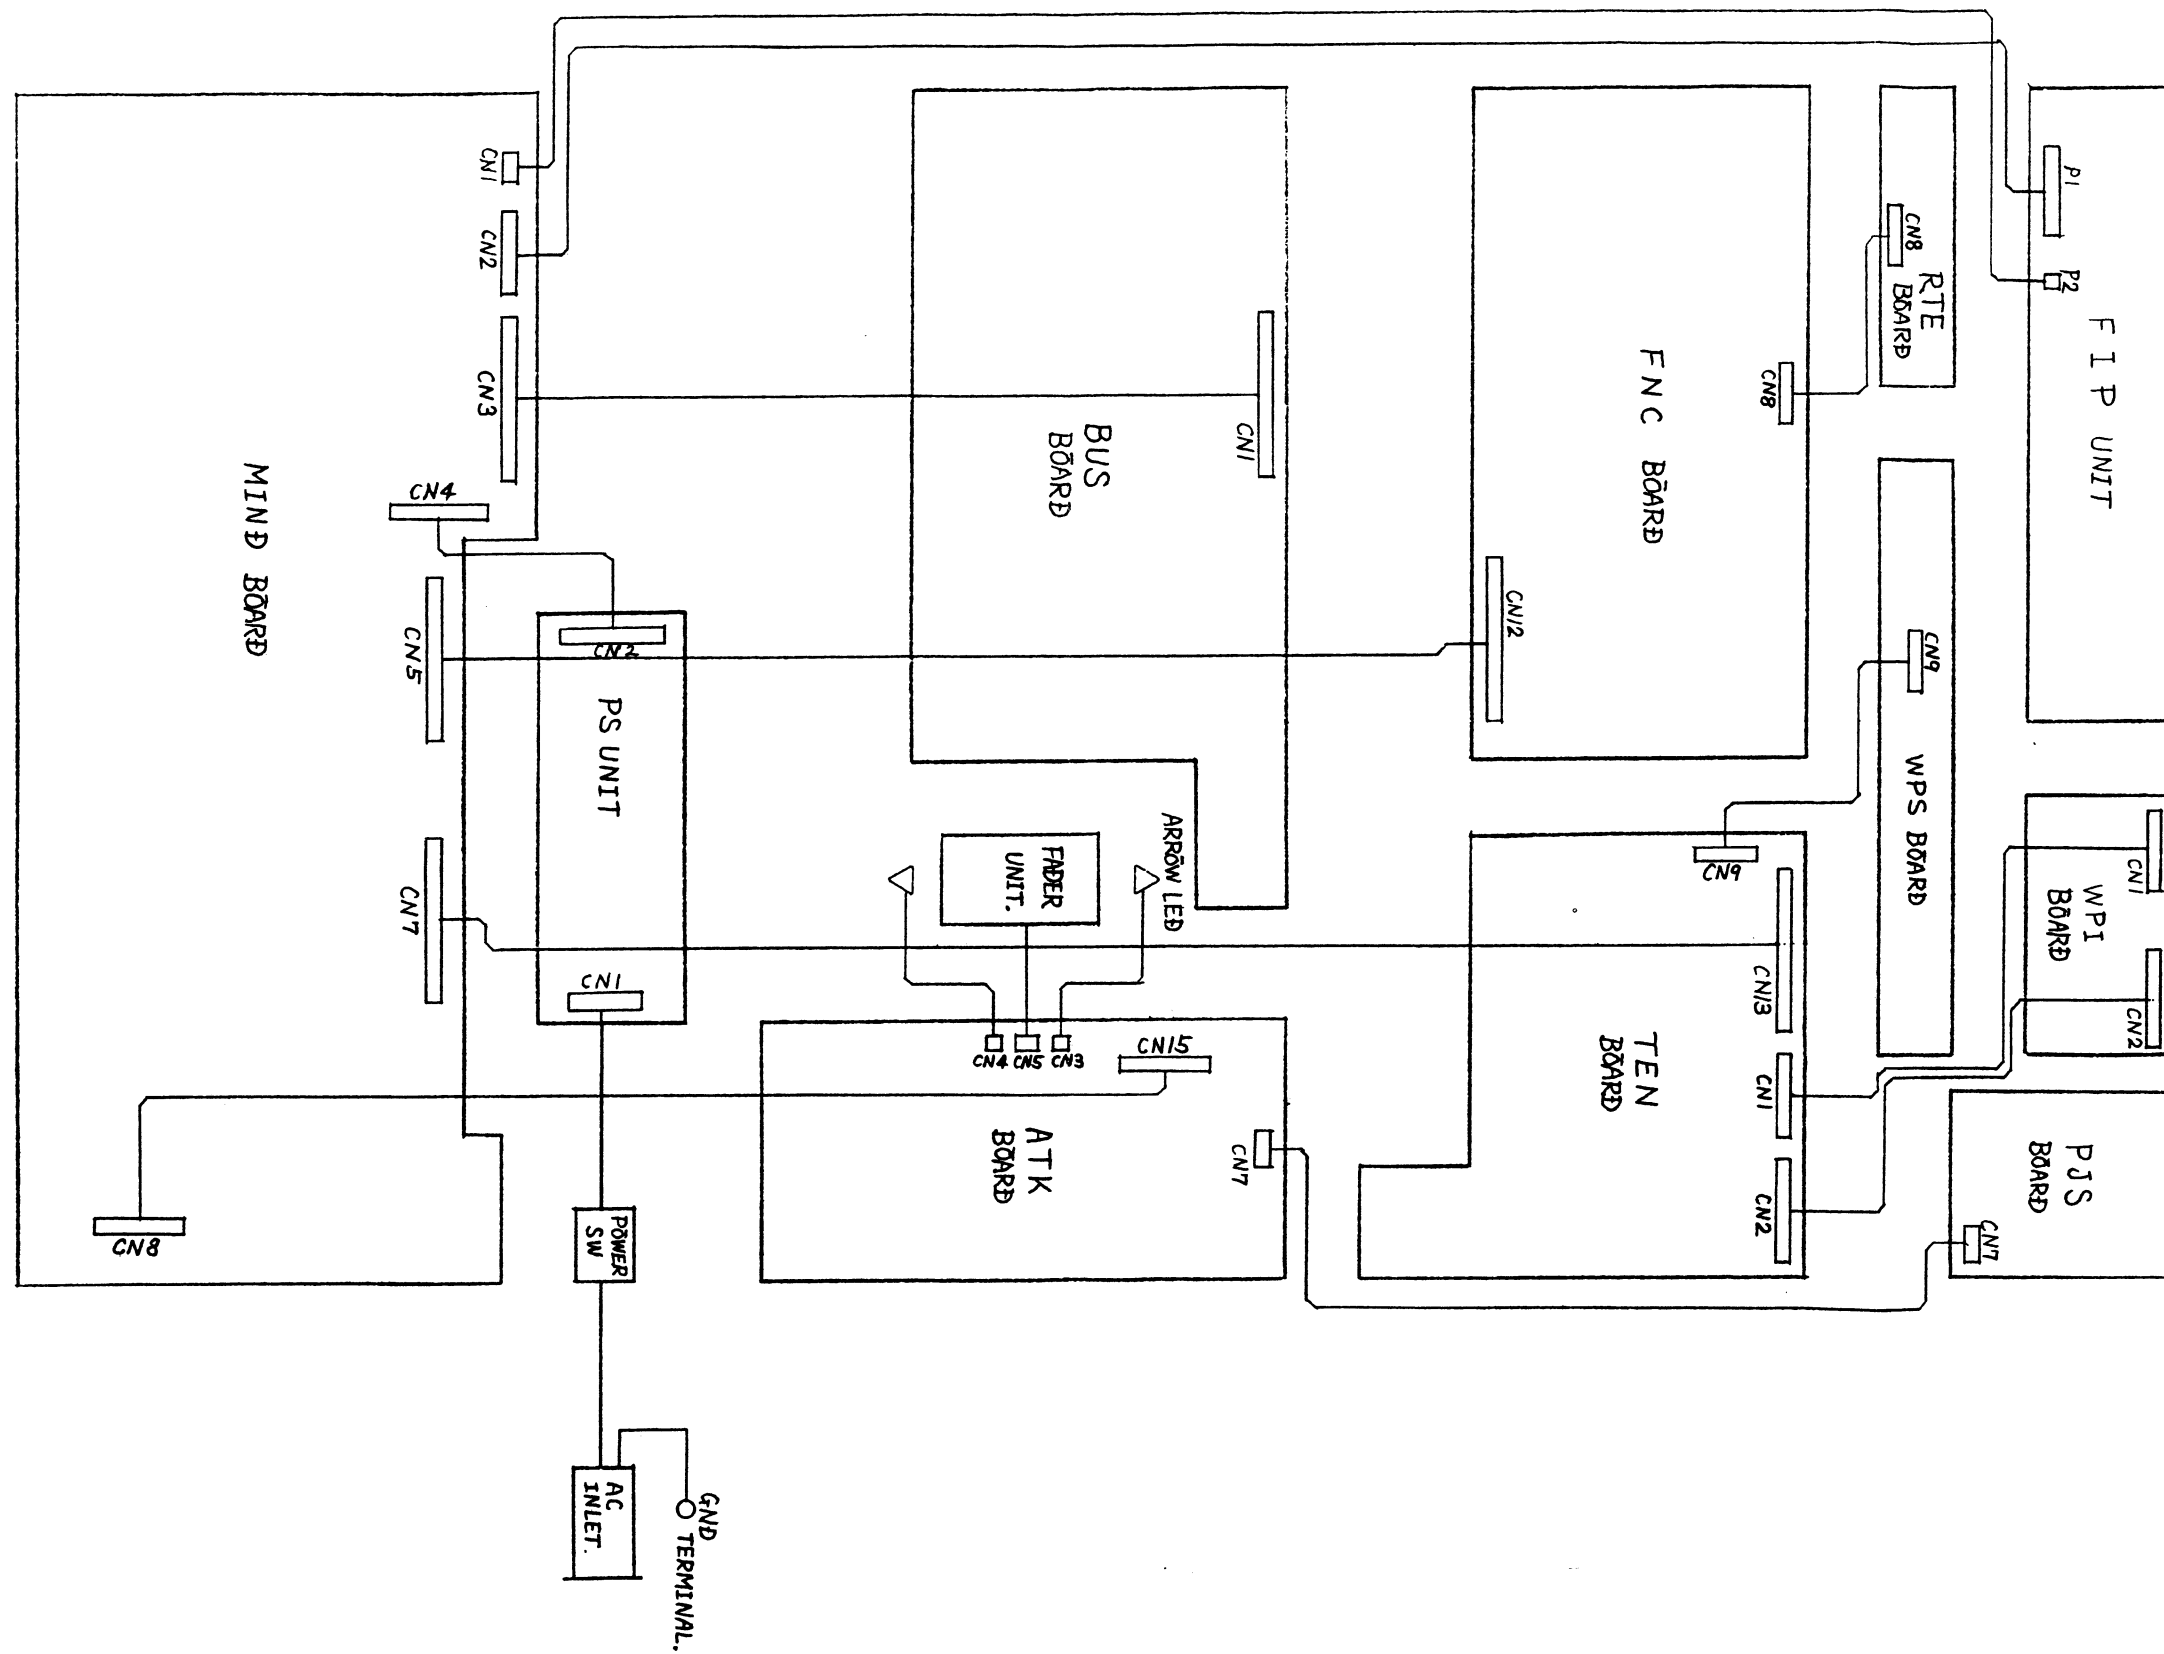 P1
P2
FIP UNIT
CN8
RTE
BOARD
CN9
WPS BOARD
CN1
WPI
BOARD
CN2
PJS
BOARD
CN7
CN8
FNC BOARD
CN12
CN9
CN13
TEN
BOARD
CN1
CN2
CN1
BUS
BOARD
ARROW LED
FADER
UNIT.
CN4
CN5
CN3
CN15
ATK
BOARD
CN7
CN1
CN2
CN3
CN4
CN5
CN7
CN8
MIND BOARD
CN2
PS UNIT
CN1
POWER
SW
AC
INLET.
GND
TERMINAL.